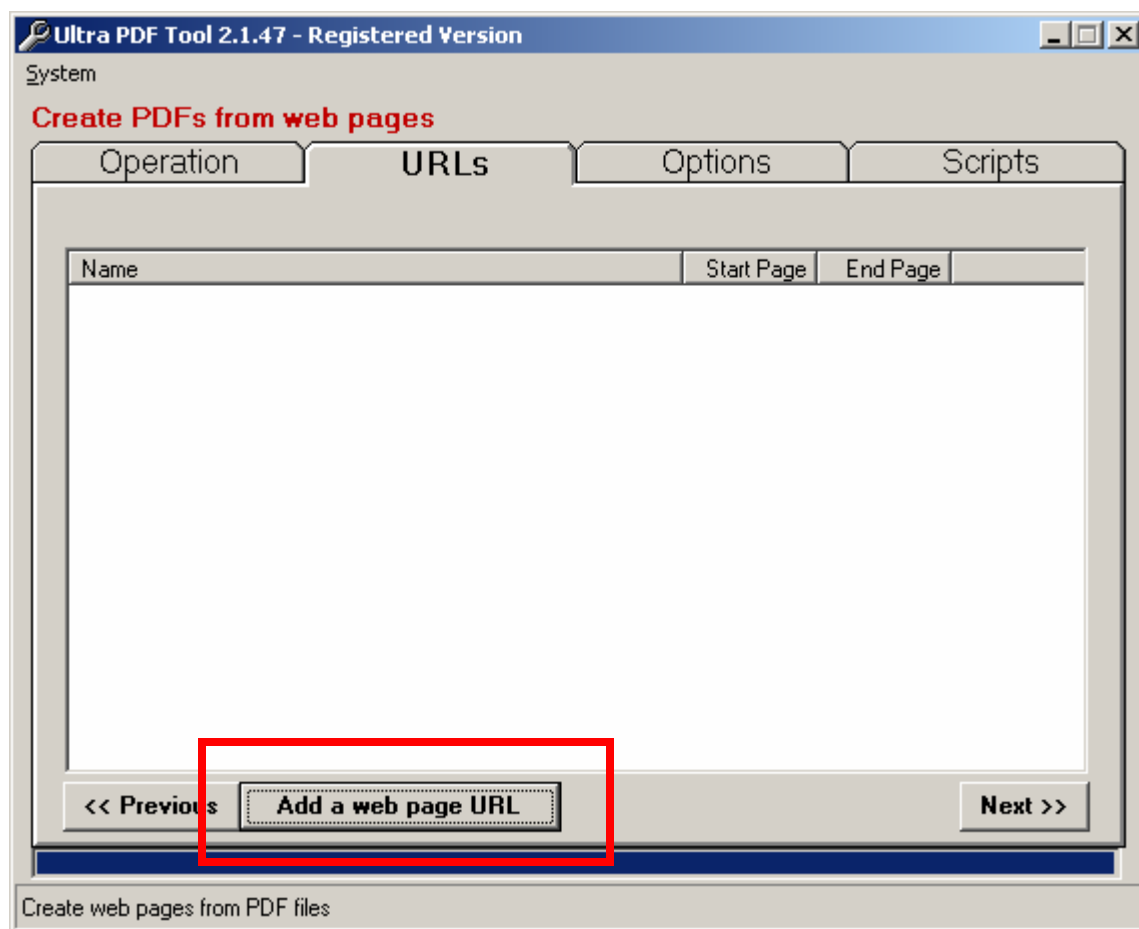 Ultra PDF Tool 2.1.47 - Registered Version
System
Create PDFs from web pages
Operation URLs Options Scripts
Name Start Page End Page
<< Previous Add a web page URL Next >>
Create web pages from PDF files